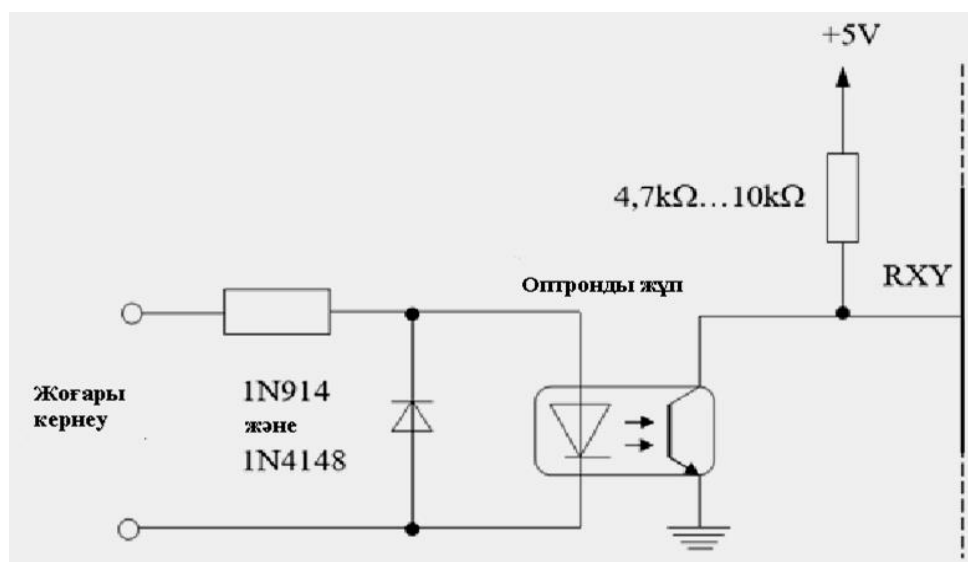 +5V
4,7kΩ...10kΩ
Оптронды жұп
RXY
Жоғары
кернеу
1N914
және
1N4148